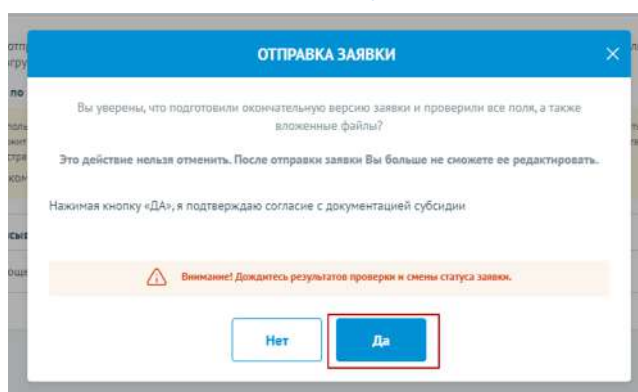 ОТПРАВКА ЗАЯВКИ
Вы уверены, что подготовили окончательную версию заявки и проверили все поля, а также
вложенные файлы?
Это действие нельзя отменить. После отправки заявки Вы больше не сможете ее редактировать.
Нажимая кнопку «ДА», я подтверждаю согласие с документацией субсидии
Внимание! Дождитесь результатов проверки и смены статуса заявки.
Нет
Да